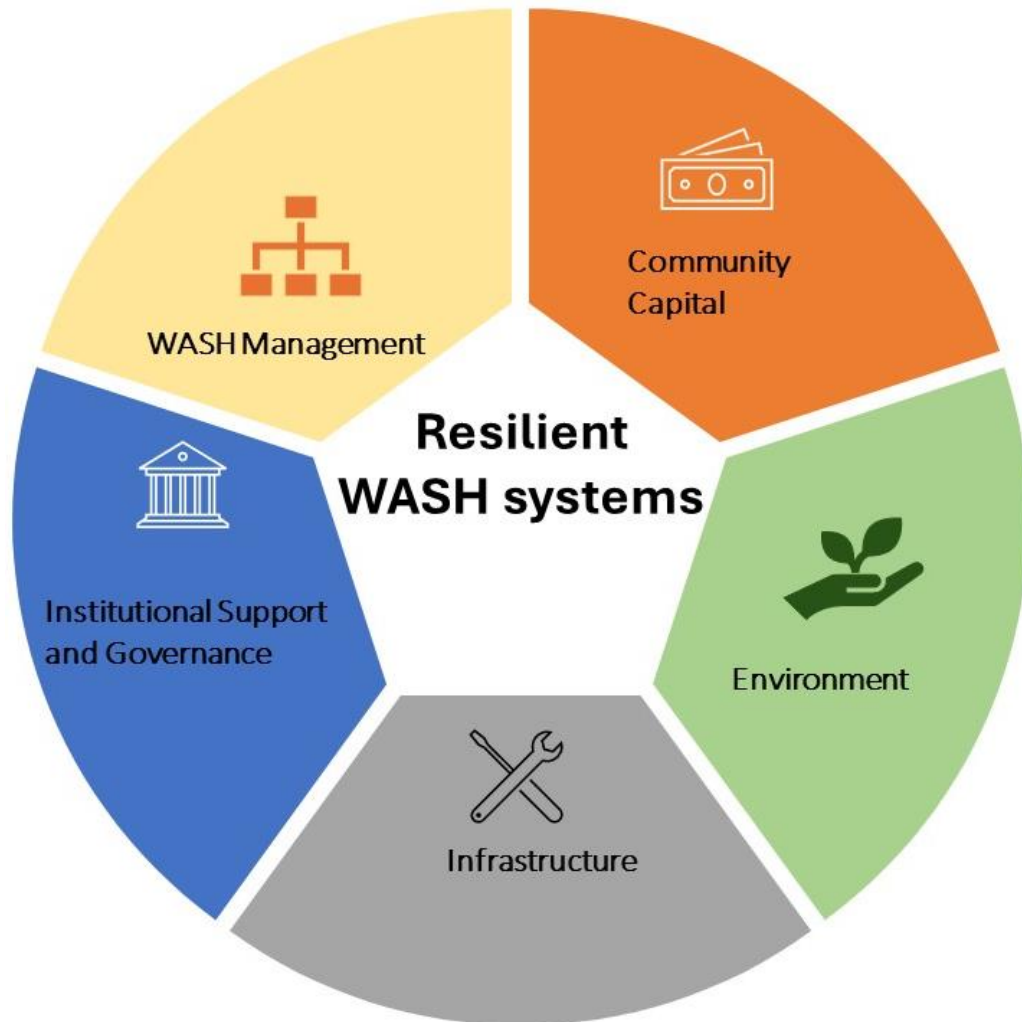 Community
Capital
WASH Management
Resilient
WASH systems
Institutional Support
and Governance
Environment
Infrastructure